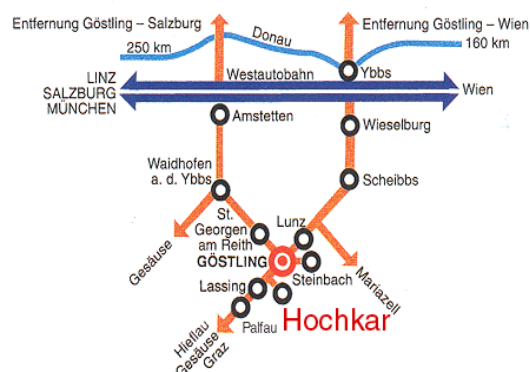 Entfernung Göstling – Salzburg
Entfernung Göstling – Wien
Donau
250 km
160 km
Ybbs
LINZ
SALZBURG
MÜNCHEN
Westautobahn
Wien
Amstetten
Wieselburg
Waidhofen
a. d. Ybbs
Scheibbs
St.
Georgen
am Reith
Lunz
GÖSTLING
Gesäuse
Steinbach
Mariazell
Lassing
Palfau
Hochkar
Hieflau
Gesäuse
Graz